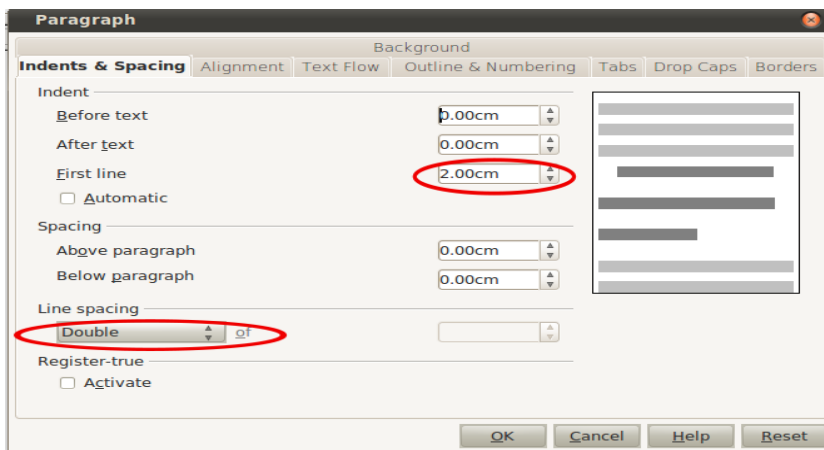 Paragraph
Background
Indents & Spacing Alignment Text Flow Outline & Numbering Tabs Drop Caps Borders
Indent
Before text 0.00cm
After text 0.00cm
First line 2.00cm
Automatic
Spacing
Above paragraph 0.00cm
Below paragraph 0.00cm
Line spacing
Double of
Register-true
Activate
OK Cancel Help Reset